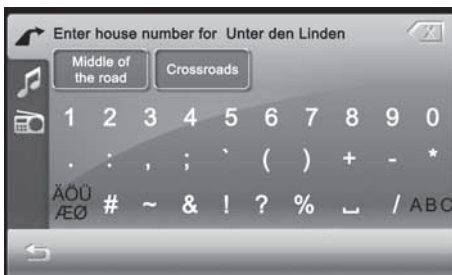 Enter house number for Unter den Linden
Middle of
the road
Crossroads
1 2 3 4 5 6 7 8 9 0
. : , ; ` ( ) + - *
ÄÖÜ
ÆØ # ~ & ! ? % ⎵ / ABC